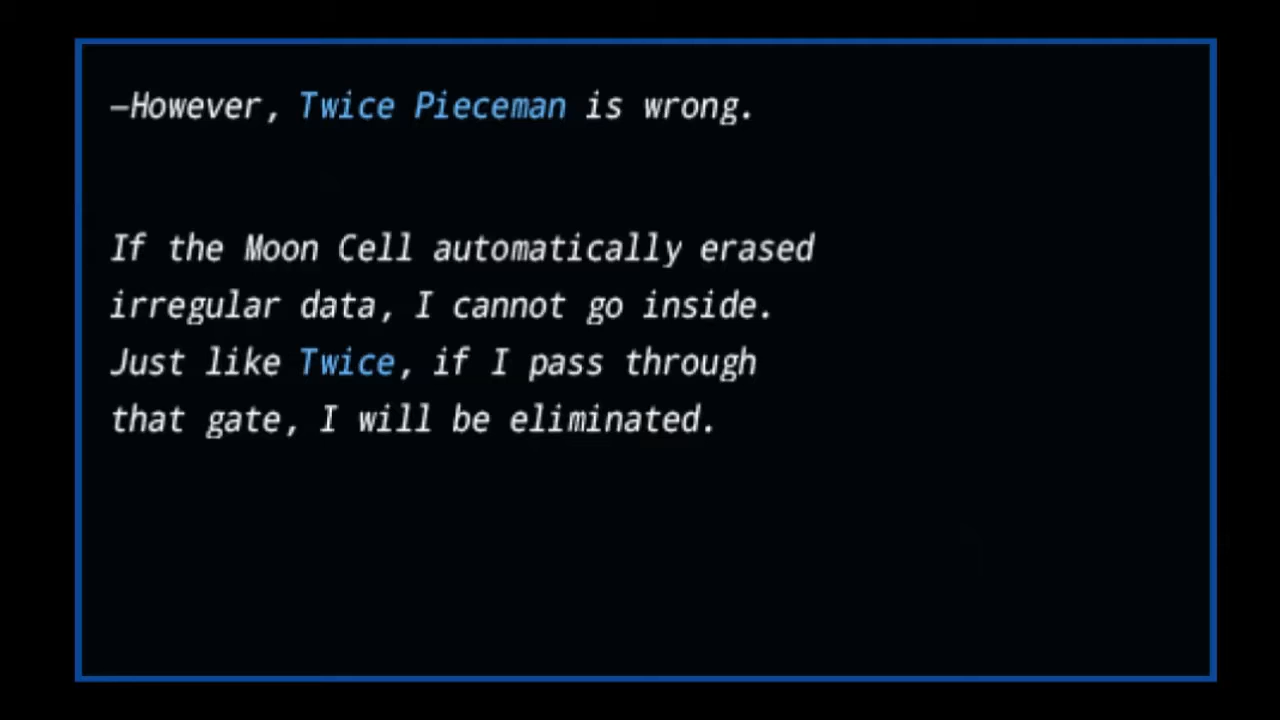 —However, Twice Pieceman is wrong.
If the Moon Cell automatically erased
irregular data, I cannot go inside.
Just like Twice, if I pass through
that gate, I will be eliminated.